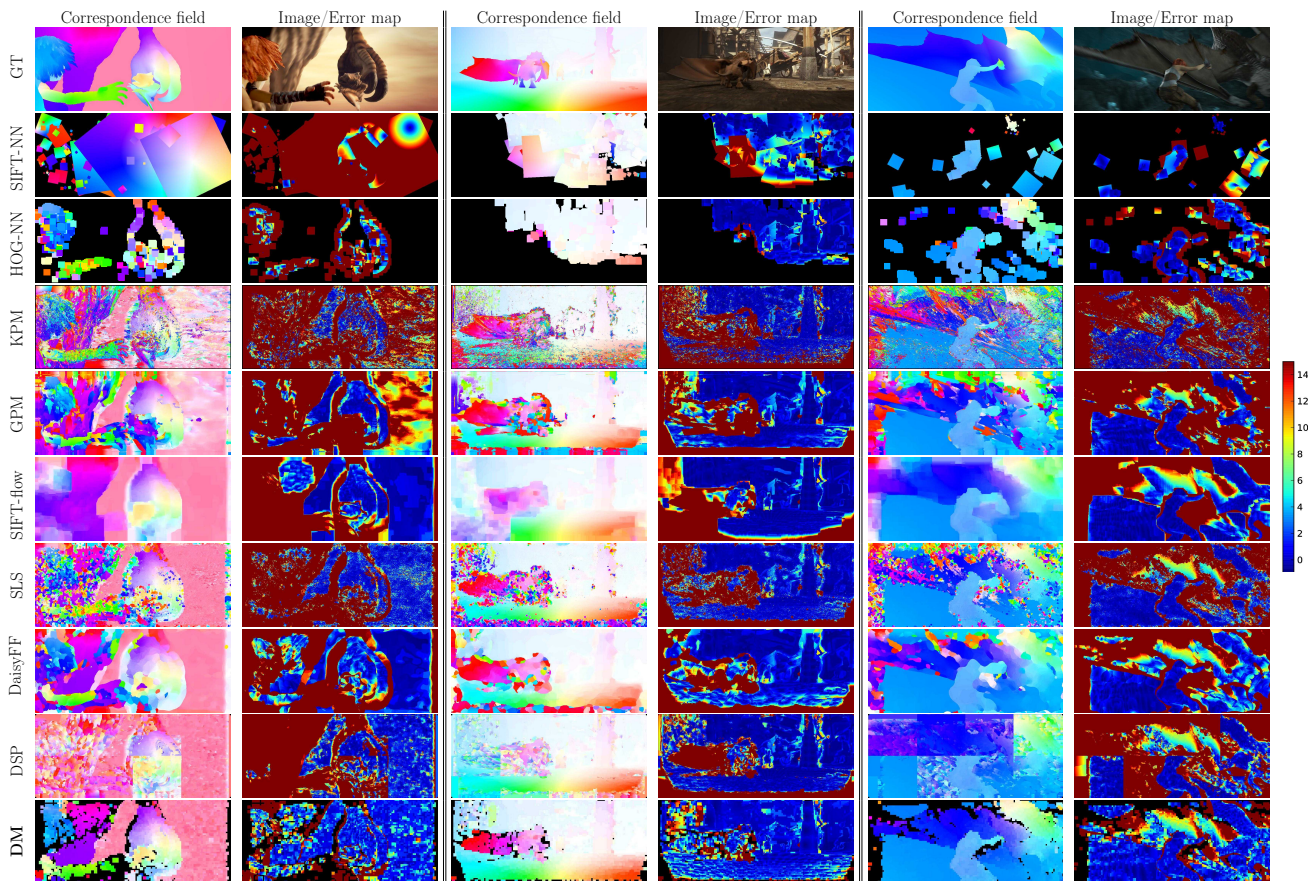 Correspondence field Image/Error map Correspondence field Image/Error map Correspondence field Image/Error map
GT
SIFT-NN
HOG-NN
KPM
GPM
SIFT-flow
SLS
DaisyFF
DSP
DM
14
12
10
8
6
4
2
0